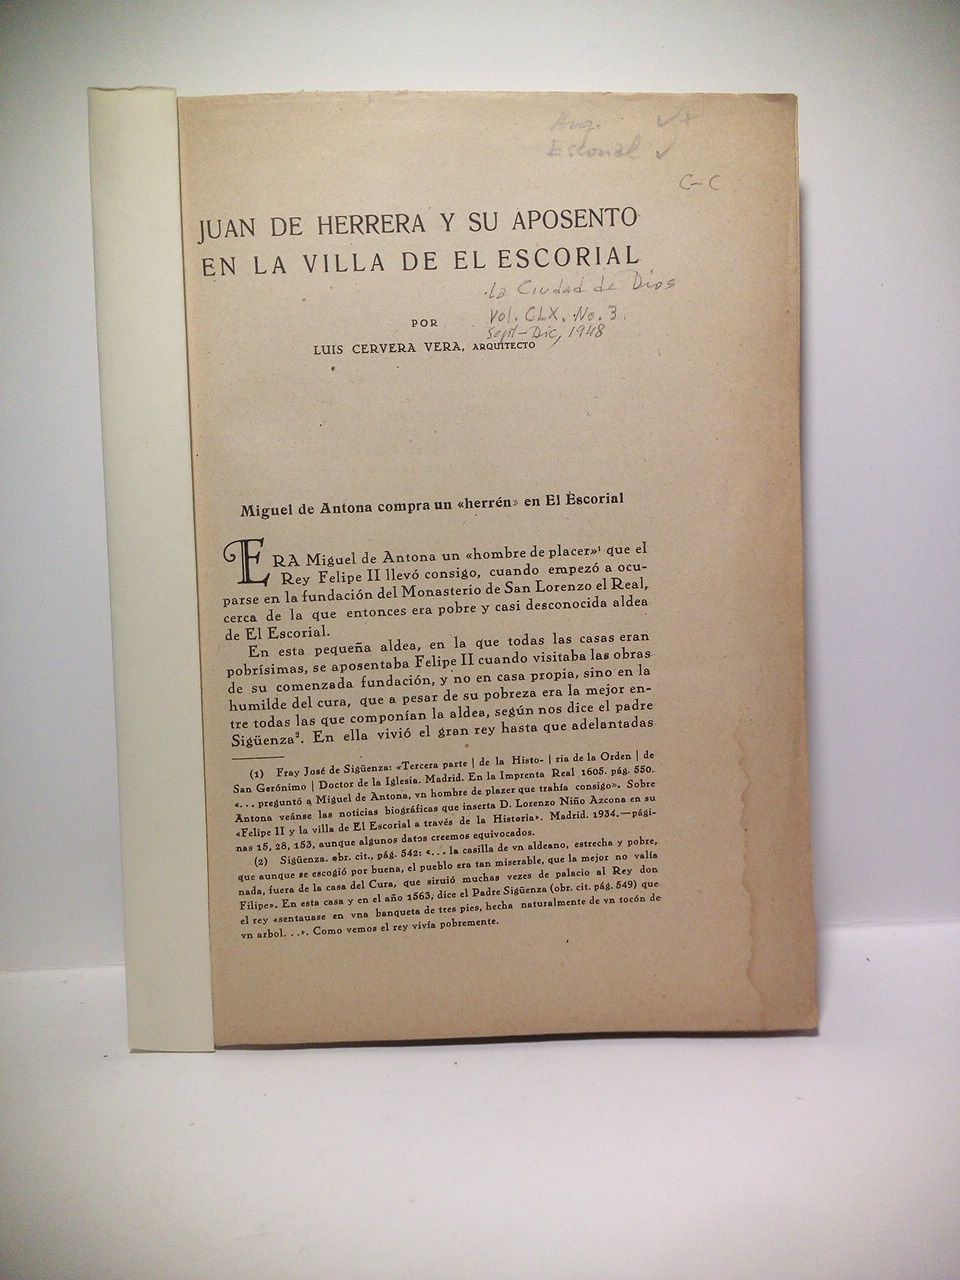 Arq.
Escorial
C-C
JUAN DE HERRERA Y SU APOSENTO
EN LA VILLA DE EL ESCORIAL
La Ciudad de Dios
Vol. CLX. No. 3.
Sept-Dic, 1948
POR
LUIS CERVERA VERA, ARQUITECTO
Miguel de Antona compra un «herrén» en El Escorial
ERA Miguel de Antona un «hombre de placer»¹ que el
Rey Felipe II llevó consigo, cuando empezó a ocu-
parse en la fundación del Monasterio de San Lorenzo el Real,
cerca de la que entonces era pobre y casi desconocida aldea
de El Escorial.
En esta pequeña aldea, en la que todas las casas eran
pobrísimas, se aposentaba Felipe II cuando visitaba las obras
de su comenzada fundación, y no en casa propia, sino en la
humilde del cura, que a pesar de su pobreza era la mejor en-
tre todas las que componían la aldea, según nos dice el padre
Sigüenza². En ella vivió el gran rey hasta que adelantadas
(1) Fray José de Sigüenza: «Tercera parte | de la Histo- | ria de la Orden | de
San Gerónimo | Doctor de la Iglesia. Madrid. En la Imprenta Real 1605. pág. 550.
«... preguntó a Miguel de Antona, vn hombre de plazer que trahía consigo». Sobre
Antona veánse las noticias biográficas que inserta D. Lorenzo Niño Azcona en su
«Felipe II y la villa de El Escorial a través de la Historia». Madrid. 1934.—pági-
nas 15, 28, 153, aunque algunos datos creemos equivocados.
(2) Sigüenza. obr. cit., pág. 542: «... la casilla de vn aldeano, estrecha y pobre,
que aunque se escogió por buena, el pueblo era tan miserable, que la mejor no valía
nada, fuera de la casa del Cura, que siruió muchas vezes de palacio al Rey don
Filipe». En esta casa y en el año 1563, dice el Padre Sigüenza (obr. cit. pág. 549) que
el rey «sentauase en vna banqueta de tres pies, hecha naturalmente de vn tocón de
vn arbol. . .». Como vemos el rey vivía pobremente.